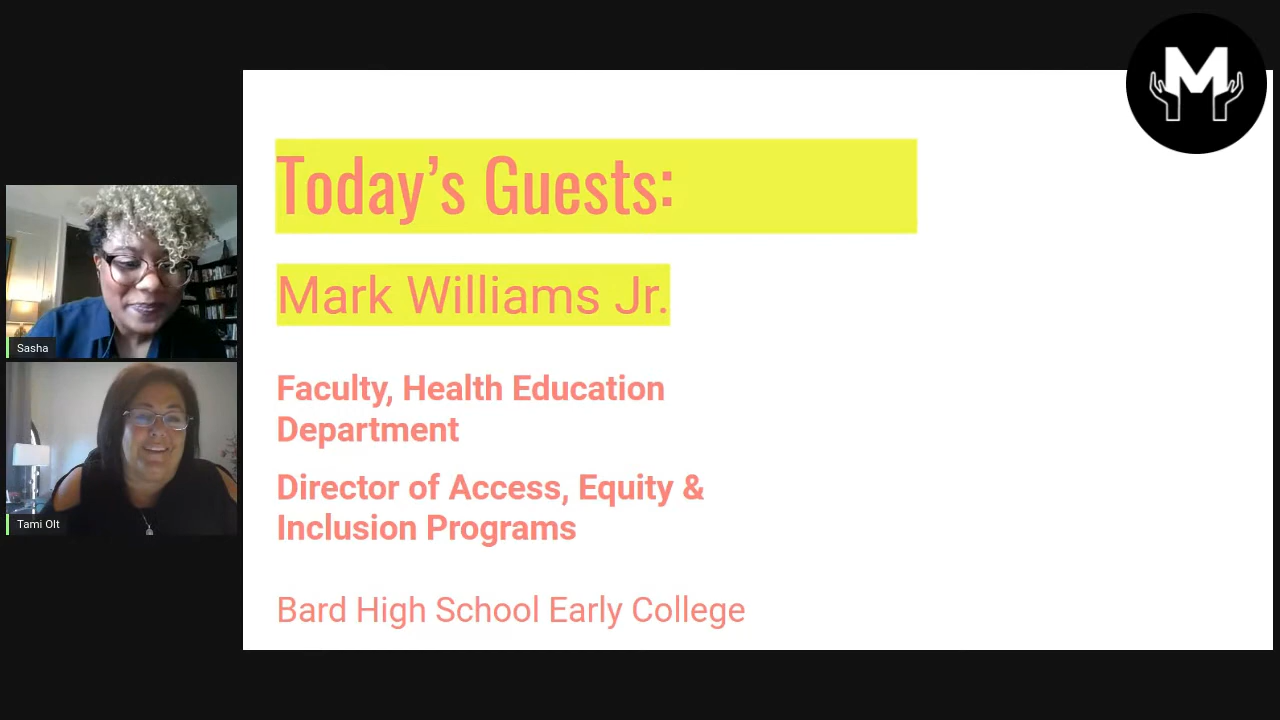 M
Today's Guests:
Mark Williams Jr.
Faculty, Health Education
Department
Director of Access, Equity &
Inclusion Programs
Bard High School Early College
Sasha
Tami Olt